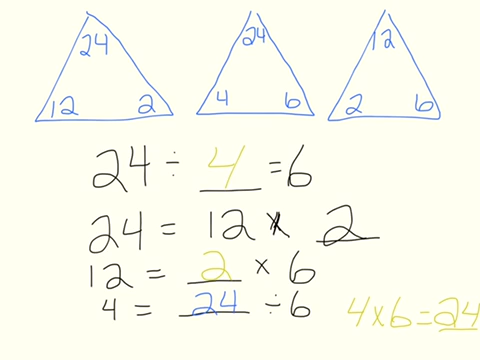 24 24 12
12 2 4 6 2 6
24 ÷ 4 = 6
24 = 12 × 2
12 = 2 × 6
4 = 24 ÷ 6
4 × 6 = 24